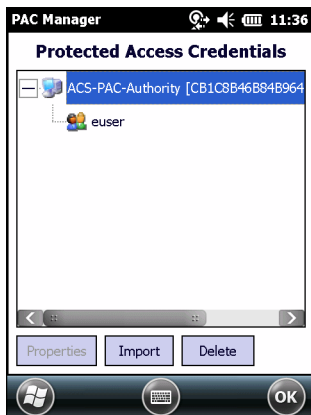 PAC Manager 11:36
Protected Access Credentials
ACS-PAC-Authority [CB1C8B46B84B964
euser
Properties Import Delete
OK